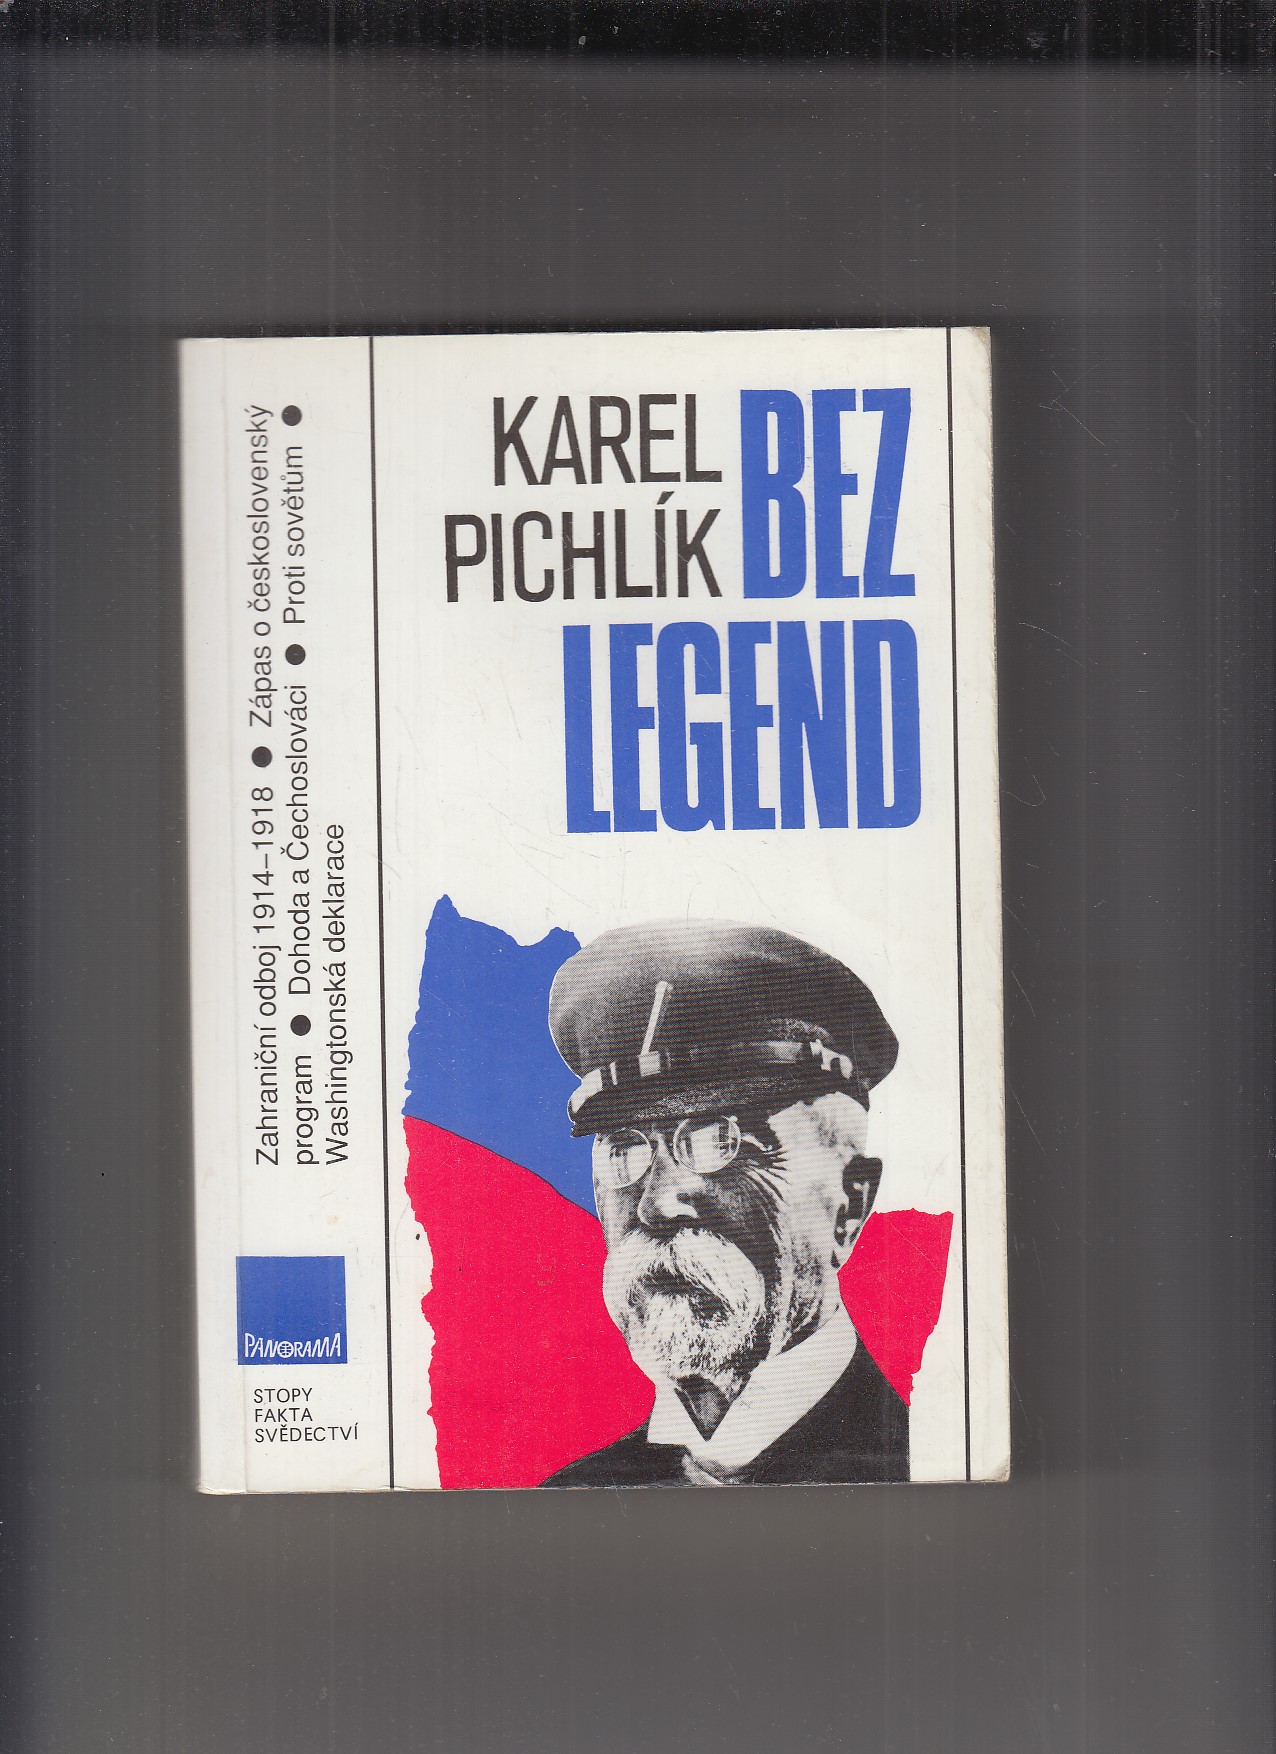 KAREL
PICHLÍK
BEZ
LEGEND
Zahraniční odboj 1914–1918 ● Zápas o československý
program ● Dohoda a Čechoslováci ● Proti sovětům ●
Washingtonská deklarace
PANORAMA
STOPY
FAKTA
SVĚDECTVÍ